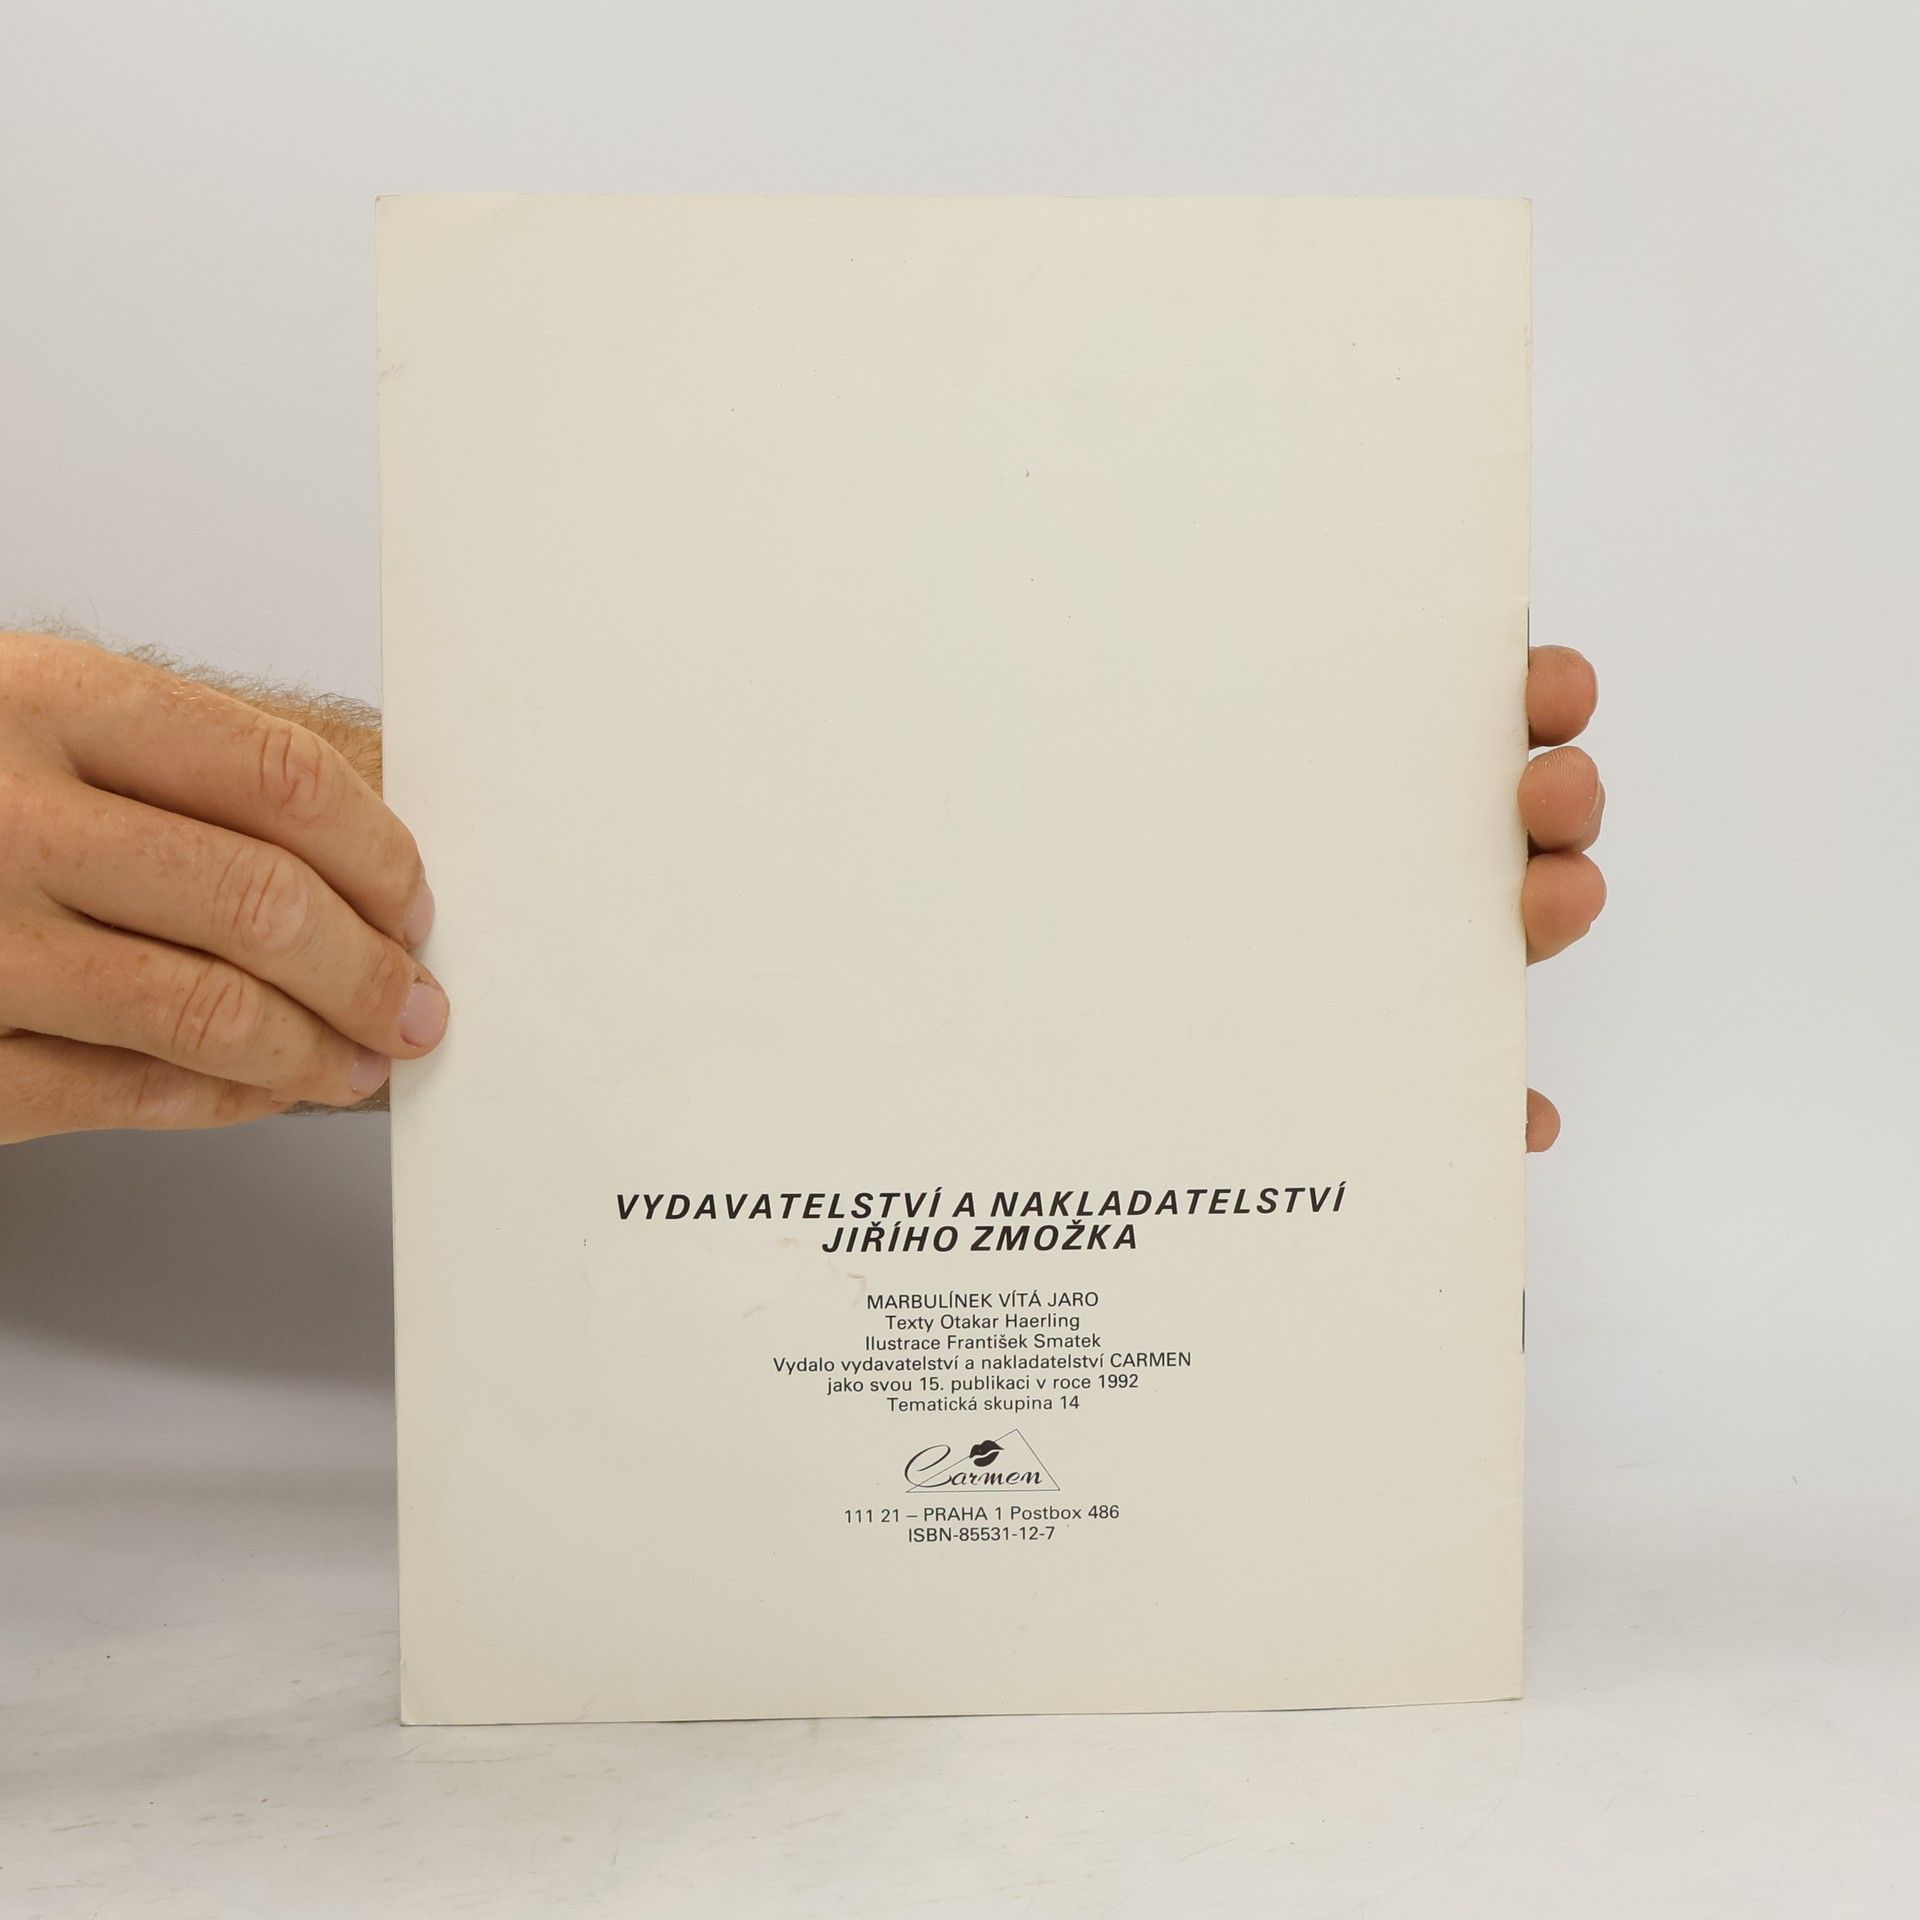 VYDAVATELSTVÍ A NAKLADATELSTVÍ
JIŘÍHO ZMOŽKA
MARBULÍNEK VÍTÁ JARO
Texty Otakar Haerling
Ilustrace František Smatek
Vydalo vydavatelství a nakladatelství CARMEN
jako svou 15. publikaci v roce 1992
Tematická skupina 14
Carmen
111 21 – PRAHA 1 Postbox 486
ISBN-85531-12-7